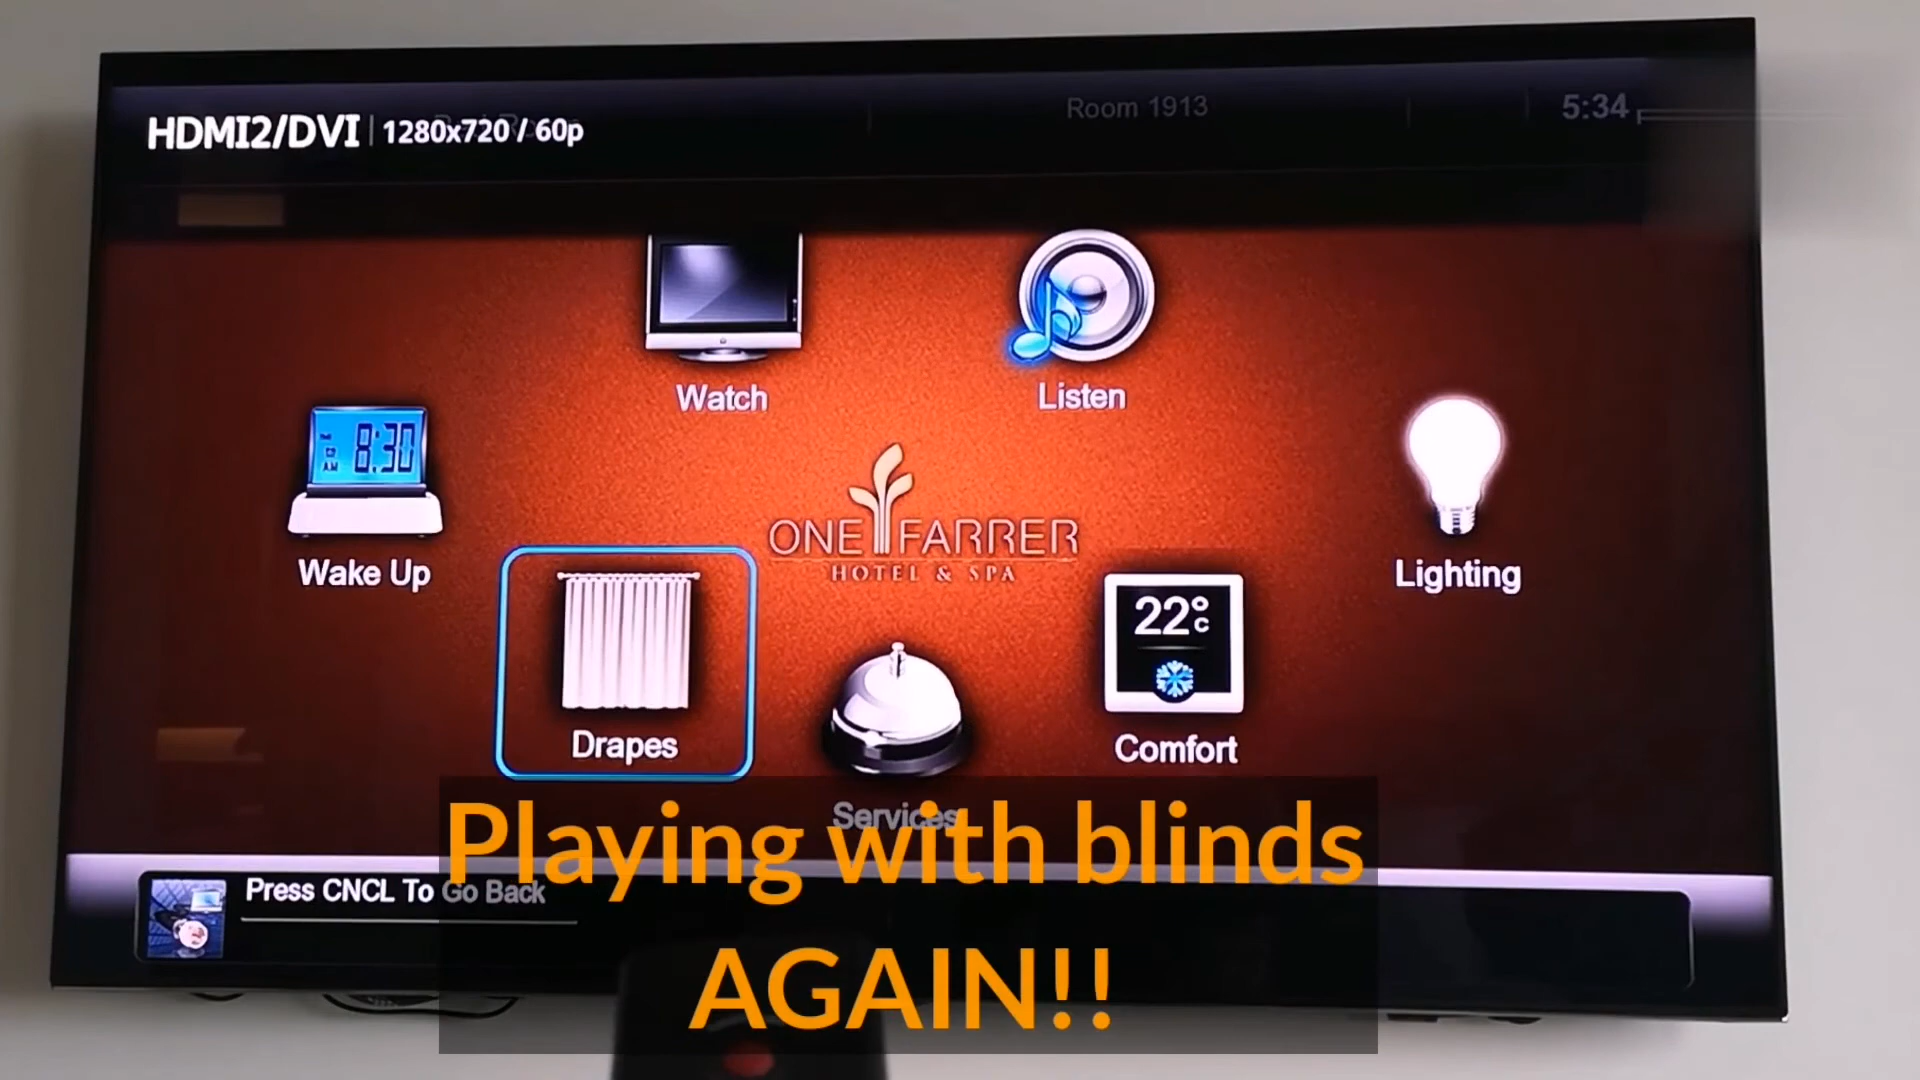 HDMI2/DVI | 1280x720 / 60p
Room 1913
5:34
Watch
Listen
8:30
AM
Wake Up
ONE FARRER
HOTEL & SPA
Lighting
Drapes
22°C
Comfort
Services
Press CNCL To Go Back
Playing with blinds
AGAIN!!